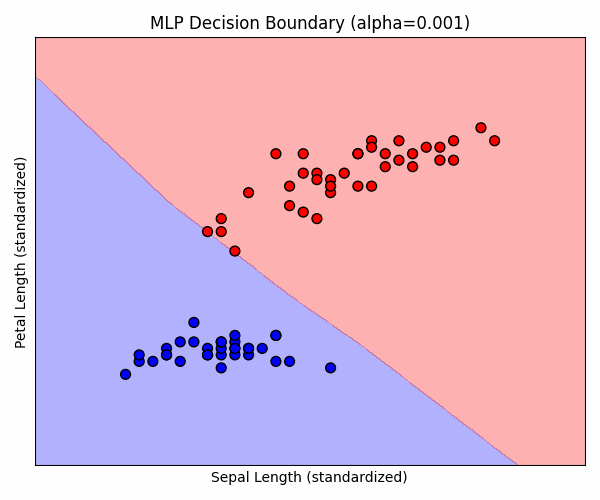 MLP Decision Boundary (alpha=0.001)
Petal Length (standardized)
Sepal Length (standardized)